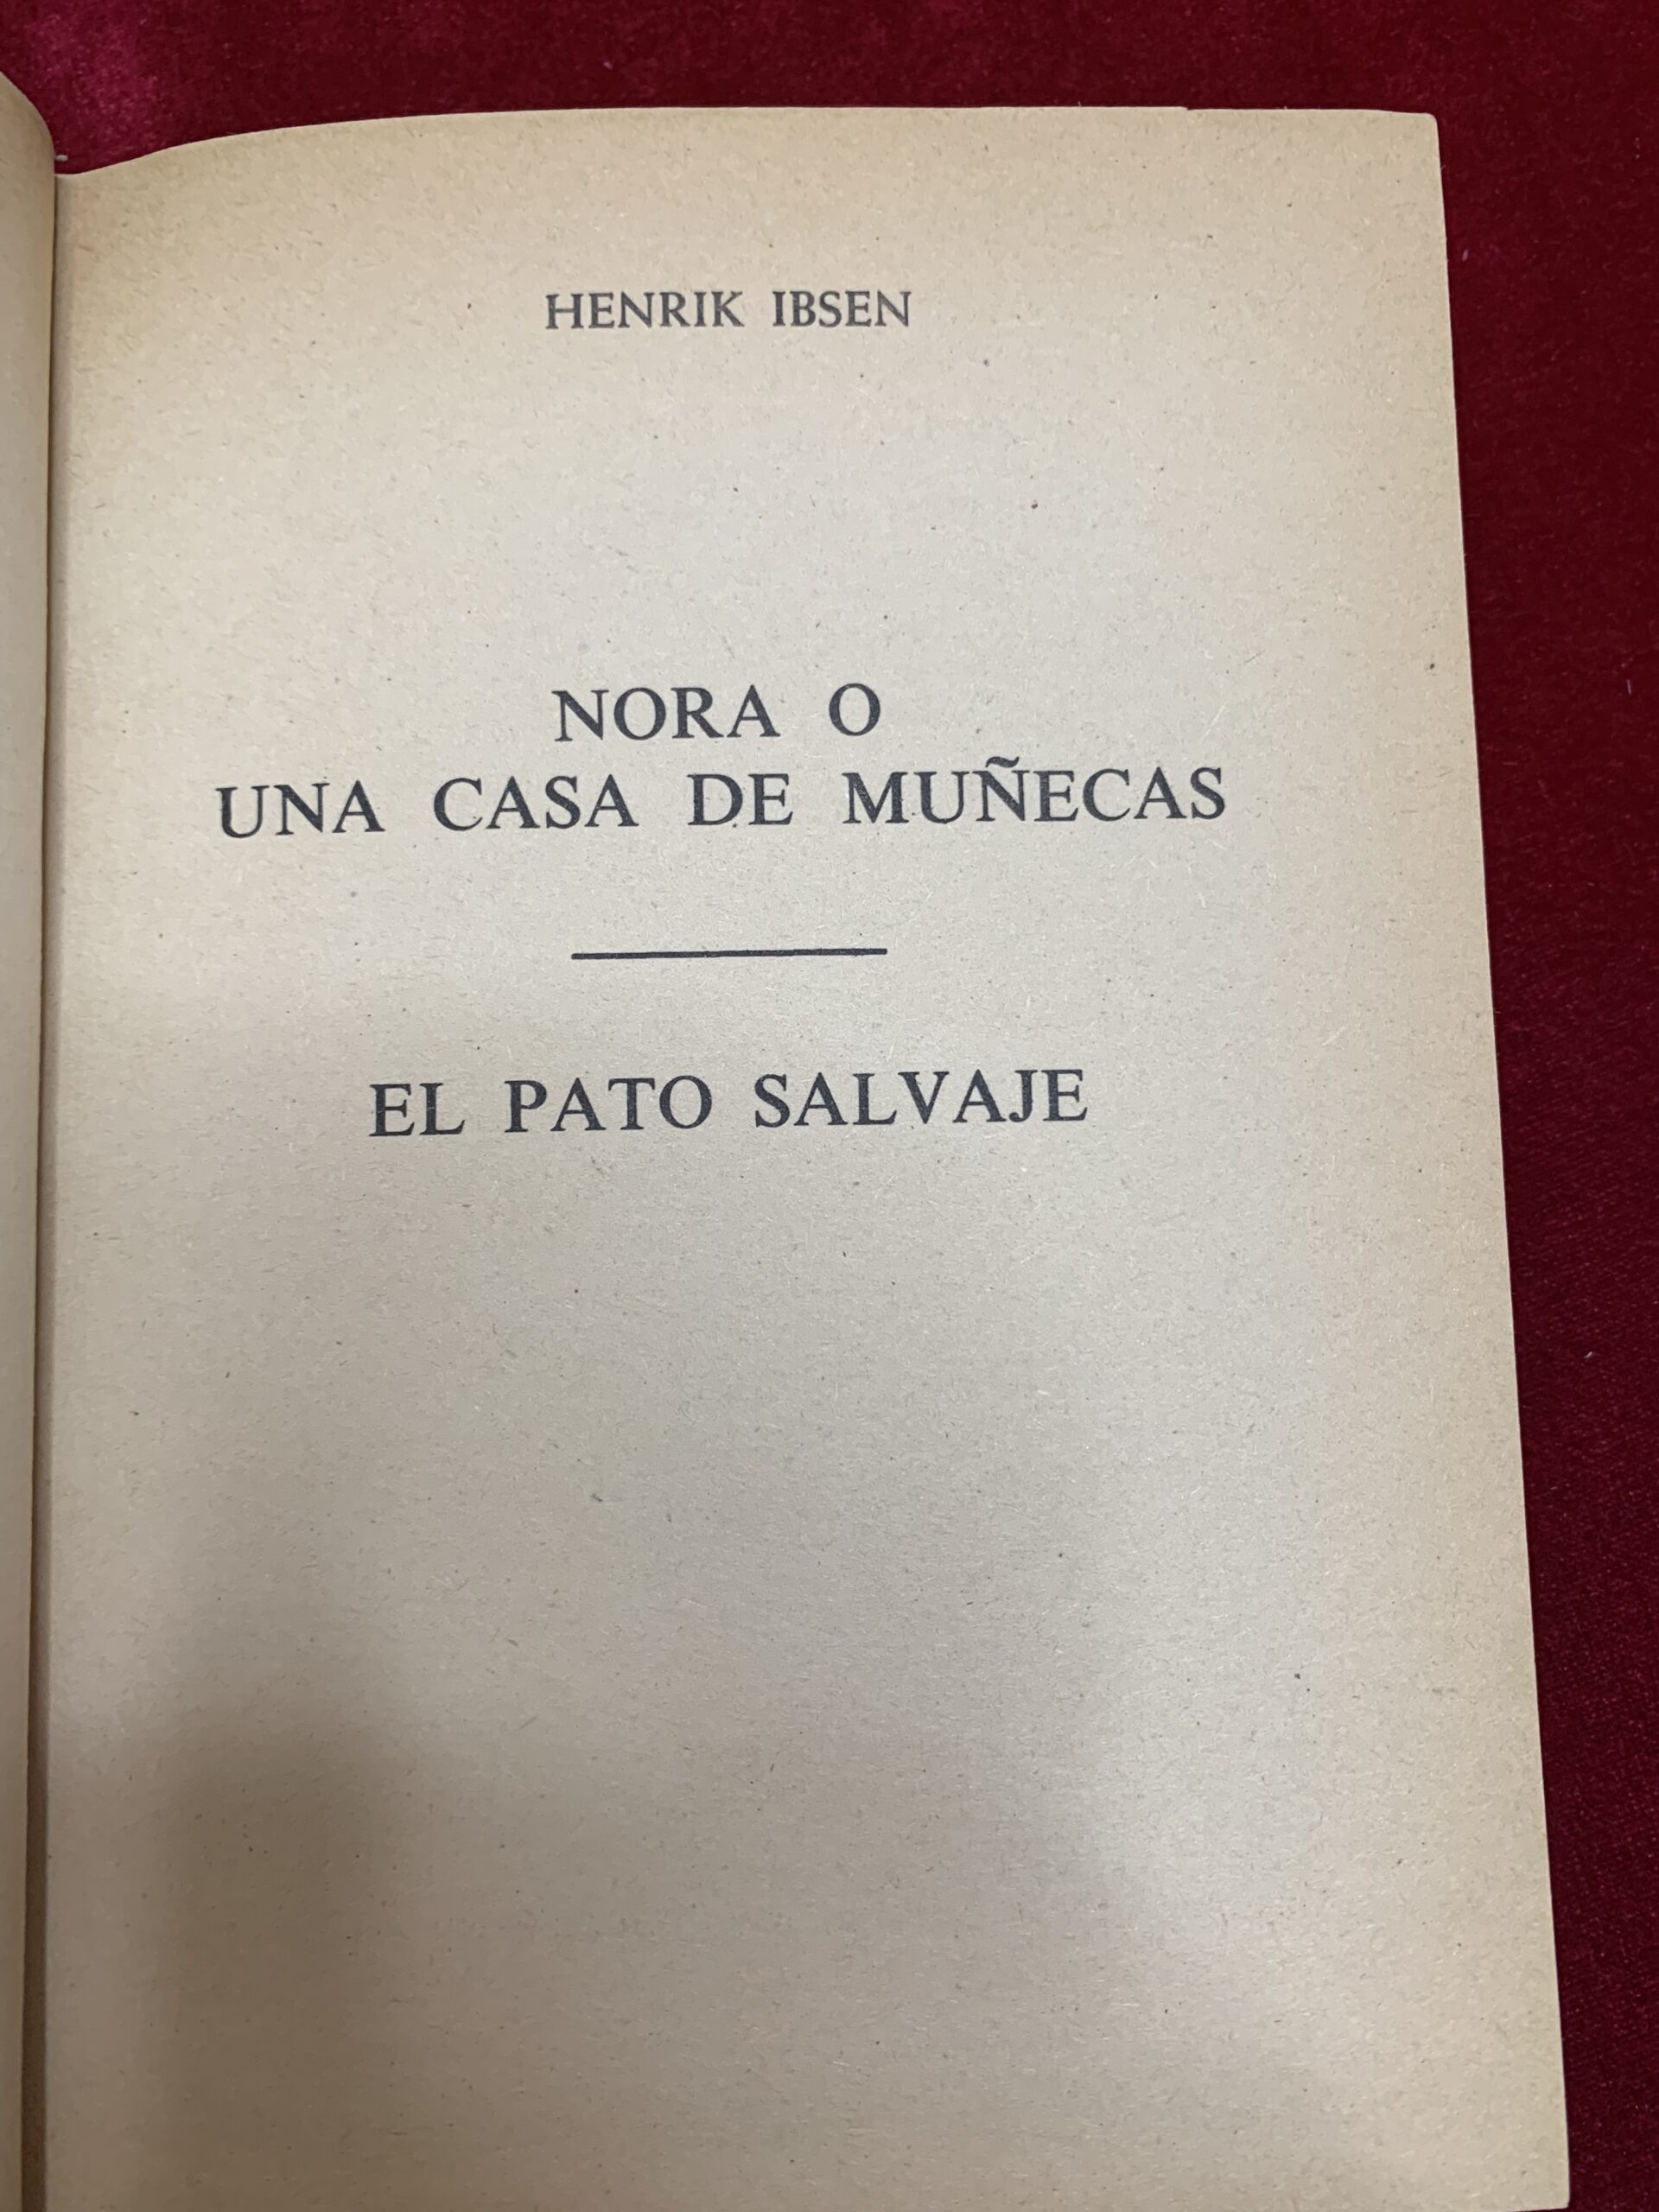 HENRIK IBSEN
NORA O
UNA CASA DE MUÑECAS
EL PATO SALVAJE